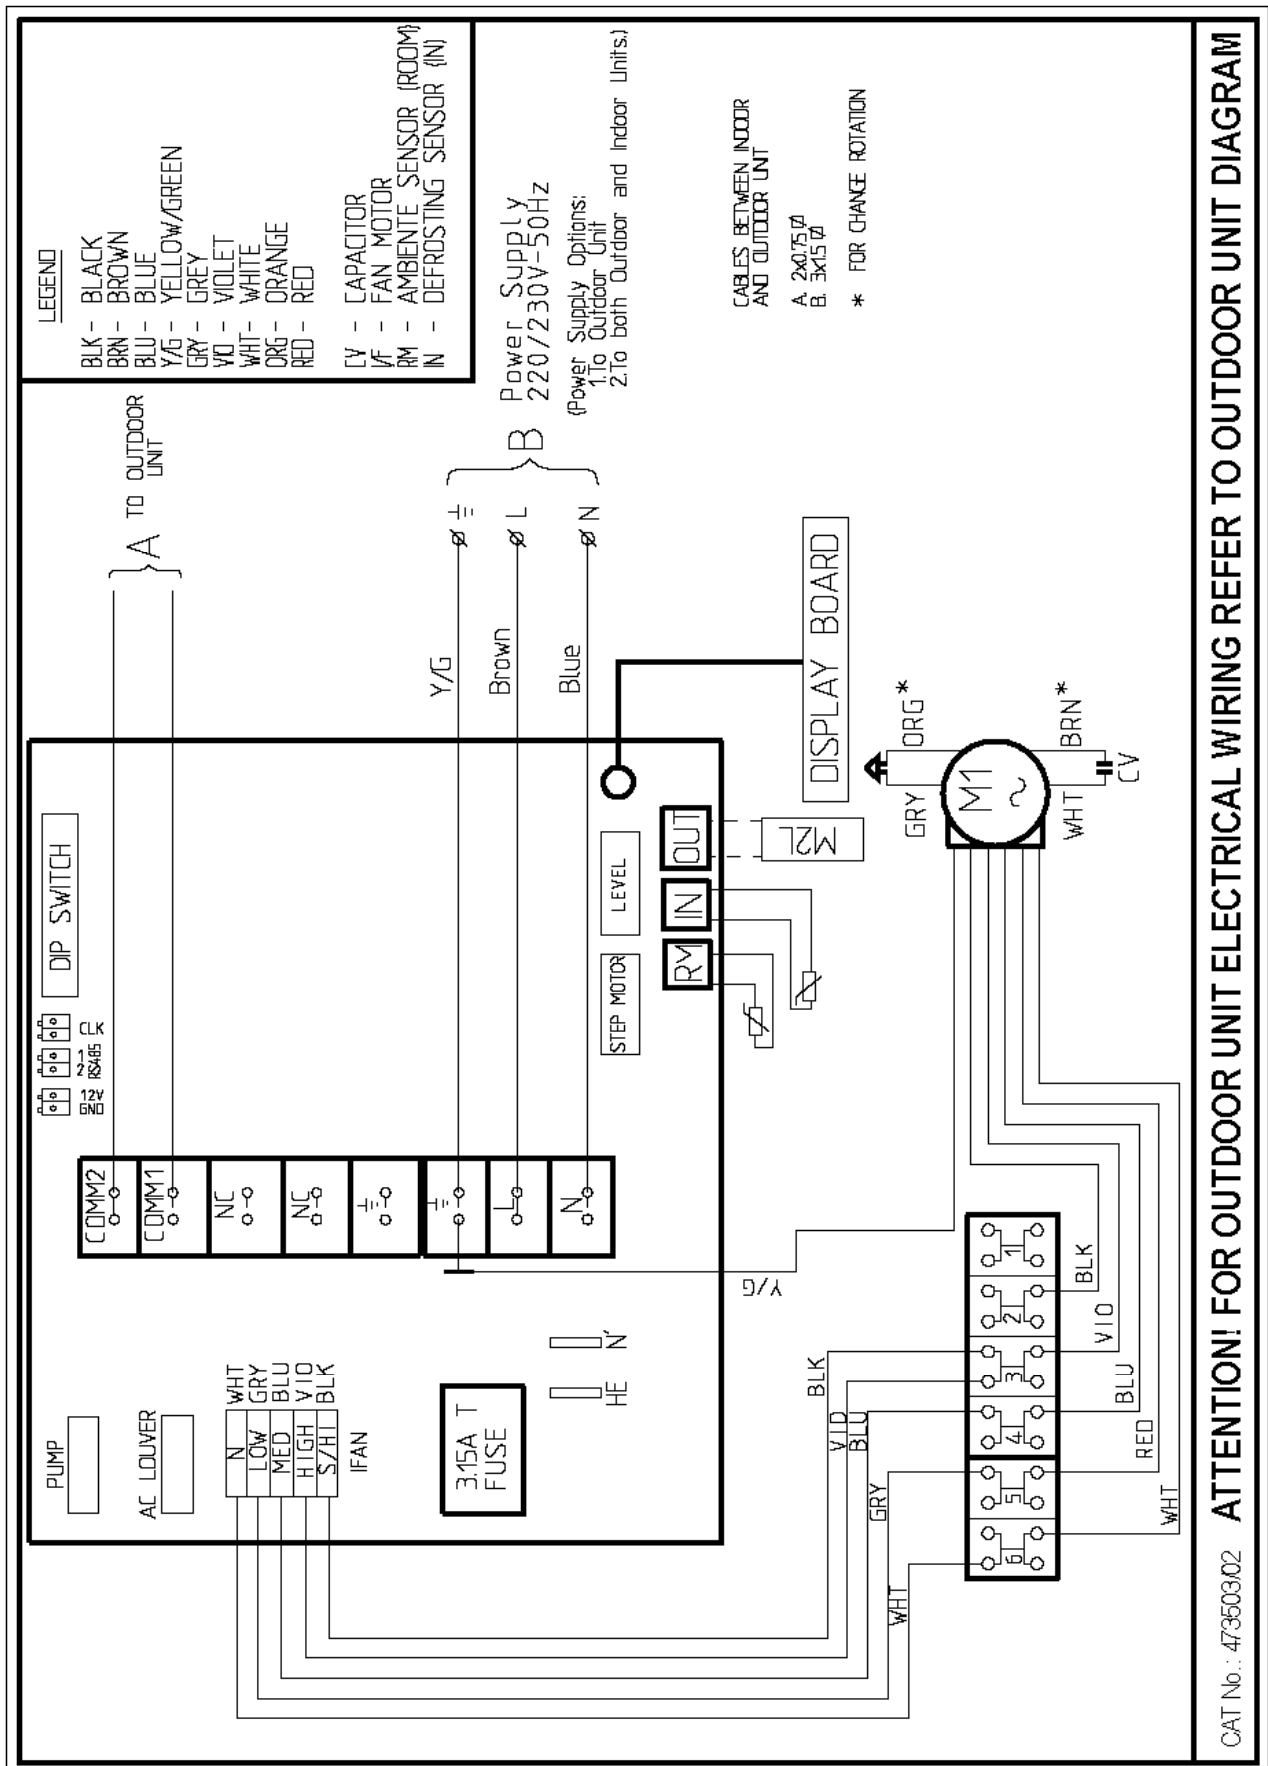 LEGEND
BLK - BLACK
BRN - BROWN
BLU - BLUE
Y/G - YELLOW/GREEN
GRY - GREY
VIO - VIOLET
WHT - WHITE
ORG - ORANGE
RED - RED
CV - CAPACITOR
I/F - FAN MOTOR
RM - AMBIENTE SENSOR (ROOM)
IN - DEFROSTING SENSOR (IN)
A TO OUTDOOR
UNIT
B
Power Supply
220/230V-50Hz
(Power Supply Options:
1.To Outdoor Unit
2.To both Outdoor and Indoor Units.)
CABLES BETWEEN INDOOR
AND OUTDOOR UNIT
A. 2x0.75
B. 3x1.5
* FOR CHANGE ROTATION
L
N
Y/G
Brown
Blue
DIP SWITCH
CLK
1
2 RS485
12V
GND
COMM2
COMM1
NC
NC
L
N
LEVEL
STEP MOTOR
OUT
IN
RM
M2L
DISPLAY BOARD
PUMP
AC LOUVER
N WHT
LOW GRY
MED BLU
HIGH VIO
S/HI BLK
IFAN
3.15A T
FUSE
HE
N'
Y/G
GRY
ORG*
M1
~
WHT
BRN*
CV
BLK
VIO
BLU
GRY
WHT
1
2
3
4
5
6
BLK
VIO
BLU
RED
WHT
CAT No.: 473503/02
ATTENTION! FOR OUTDOOR UNIT ELECTRICAL WIRING REFER TO OUTDOOR UNIT DIAGRAM